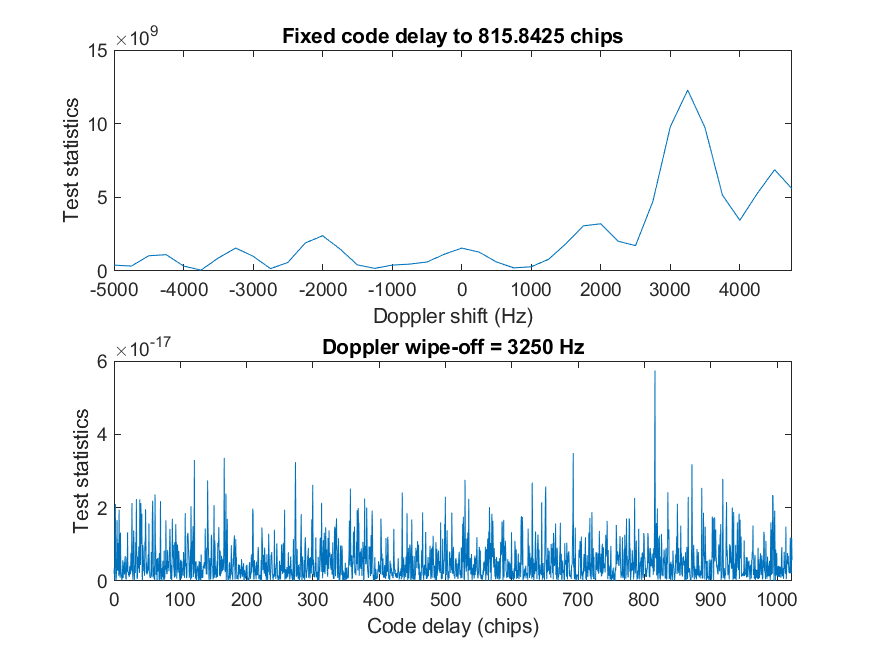 ×10^9
Fixed code delay to 815.8425 chips
15
10
5
0
Test statistics
-5000 -4000 -3000 -2000 -1000 0 1000 2000 3000 4000
Doppler shift (Hz)
×10^-17
Doppler wipe-off = 3250 Hz
6
4
2
0
Test statistics
0 100 200 300 400 500 600 700 800 900 1000
Code delay (chips)